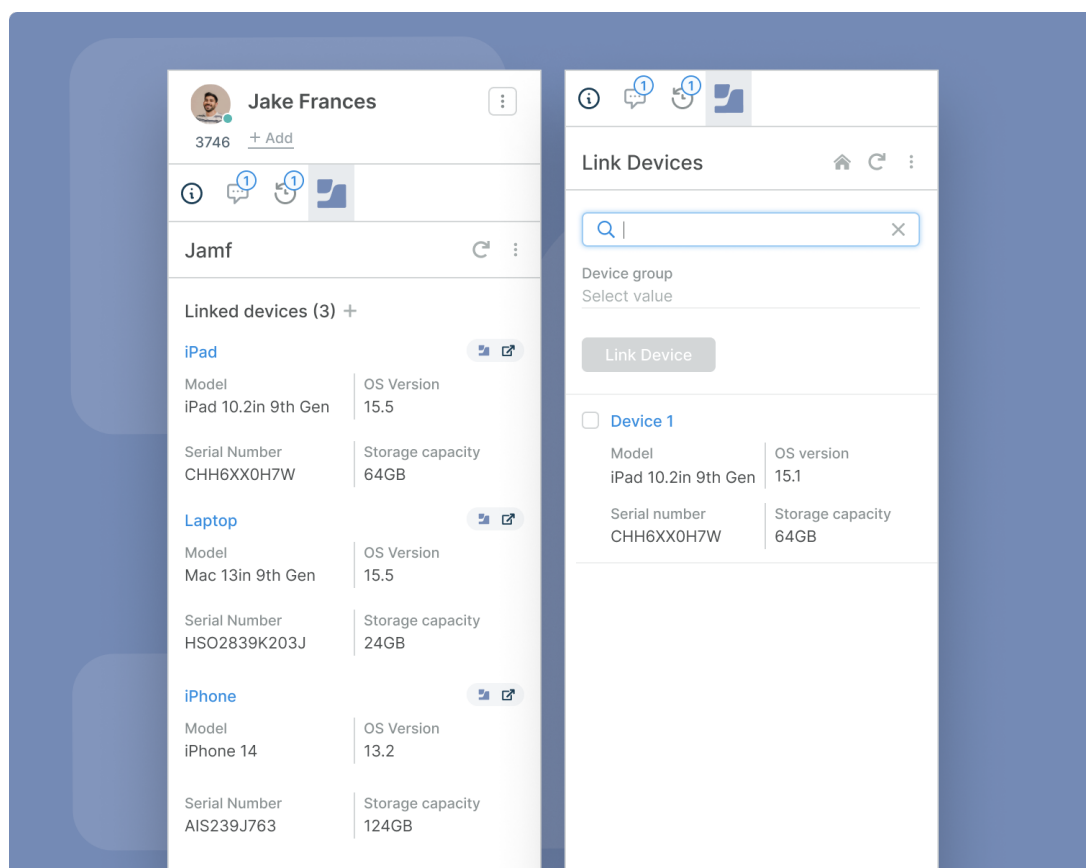 Jake Frances
3746
+ Add
1
1
Jamf
Linked devices (3) +
iPad
Model
OS Version
iPad 10.2in 9th Gen
15.5
Serial Number
Storage capacity
CHH6XX0H7W
64GB
Laptop
Model
OS Version
Mac 13in 9th Gen
15.5
Serial Number
Storage capacity
HSO2839K203J
24GB
iPhone
Model
OS Version
iPhone 14
13.2
Serial Number
Storage capacity
AIS239J763
124GB
1
1
Link Devices
Device group
Select value
Link Device
Device 1
Model
OS version
iPad 10.2in 9th Gen
15.1
Serial number
Storage capacity
CHH6XX0H7W
64GB